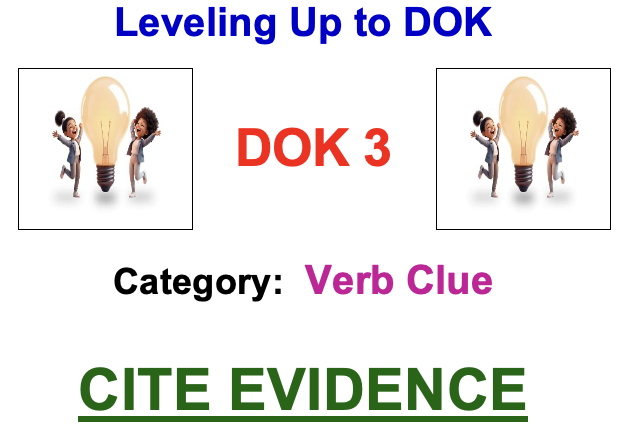 Leveling Up to DOK
DOK 3
Category: Verb Clue
CITE EVIDENCE